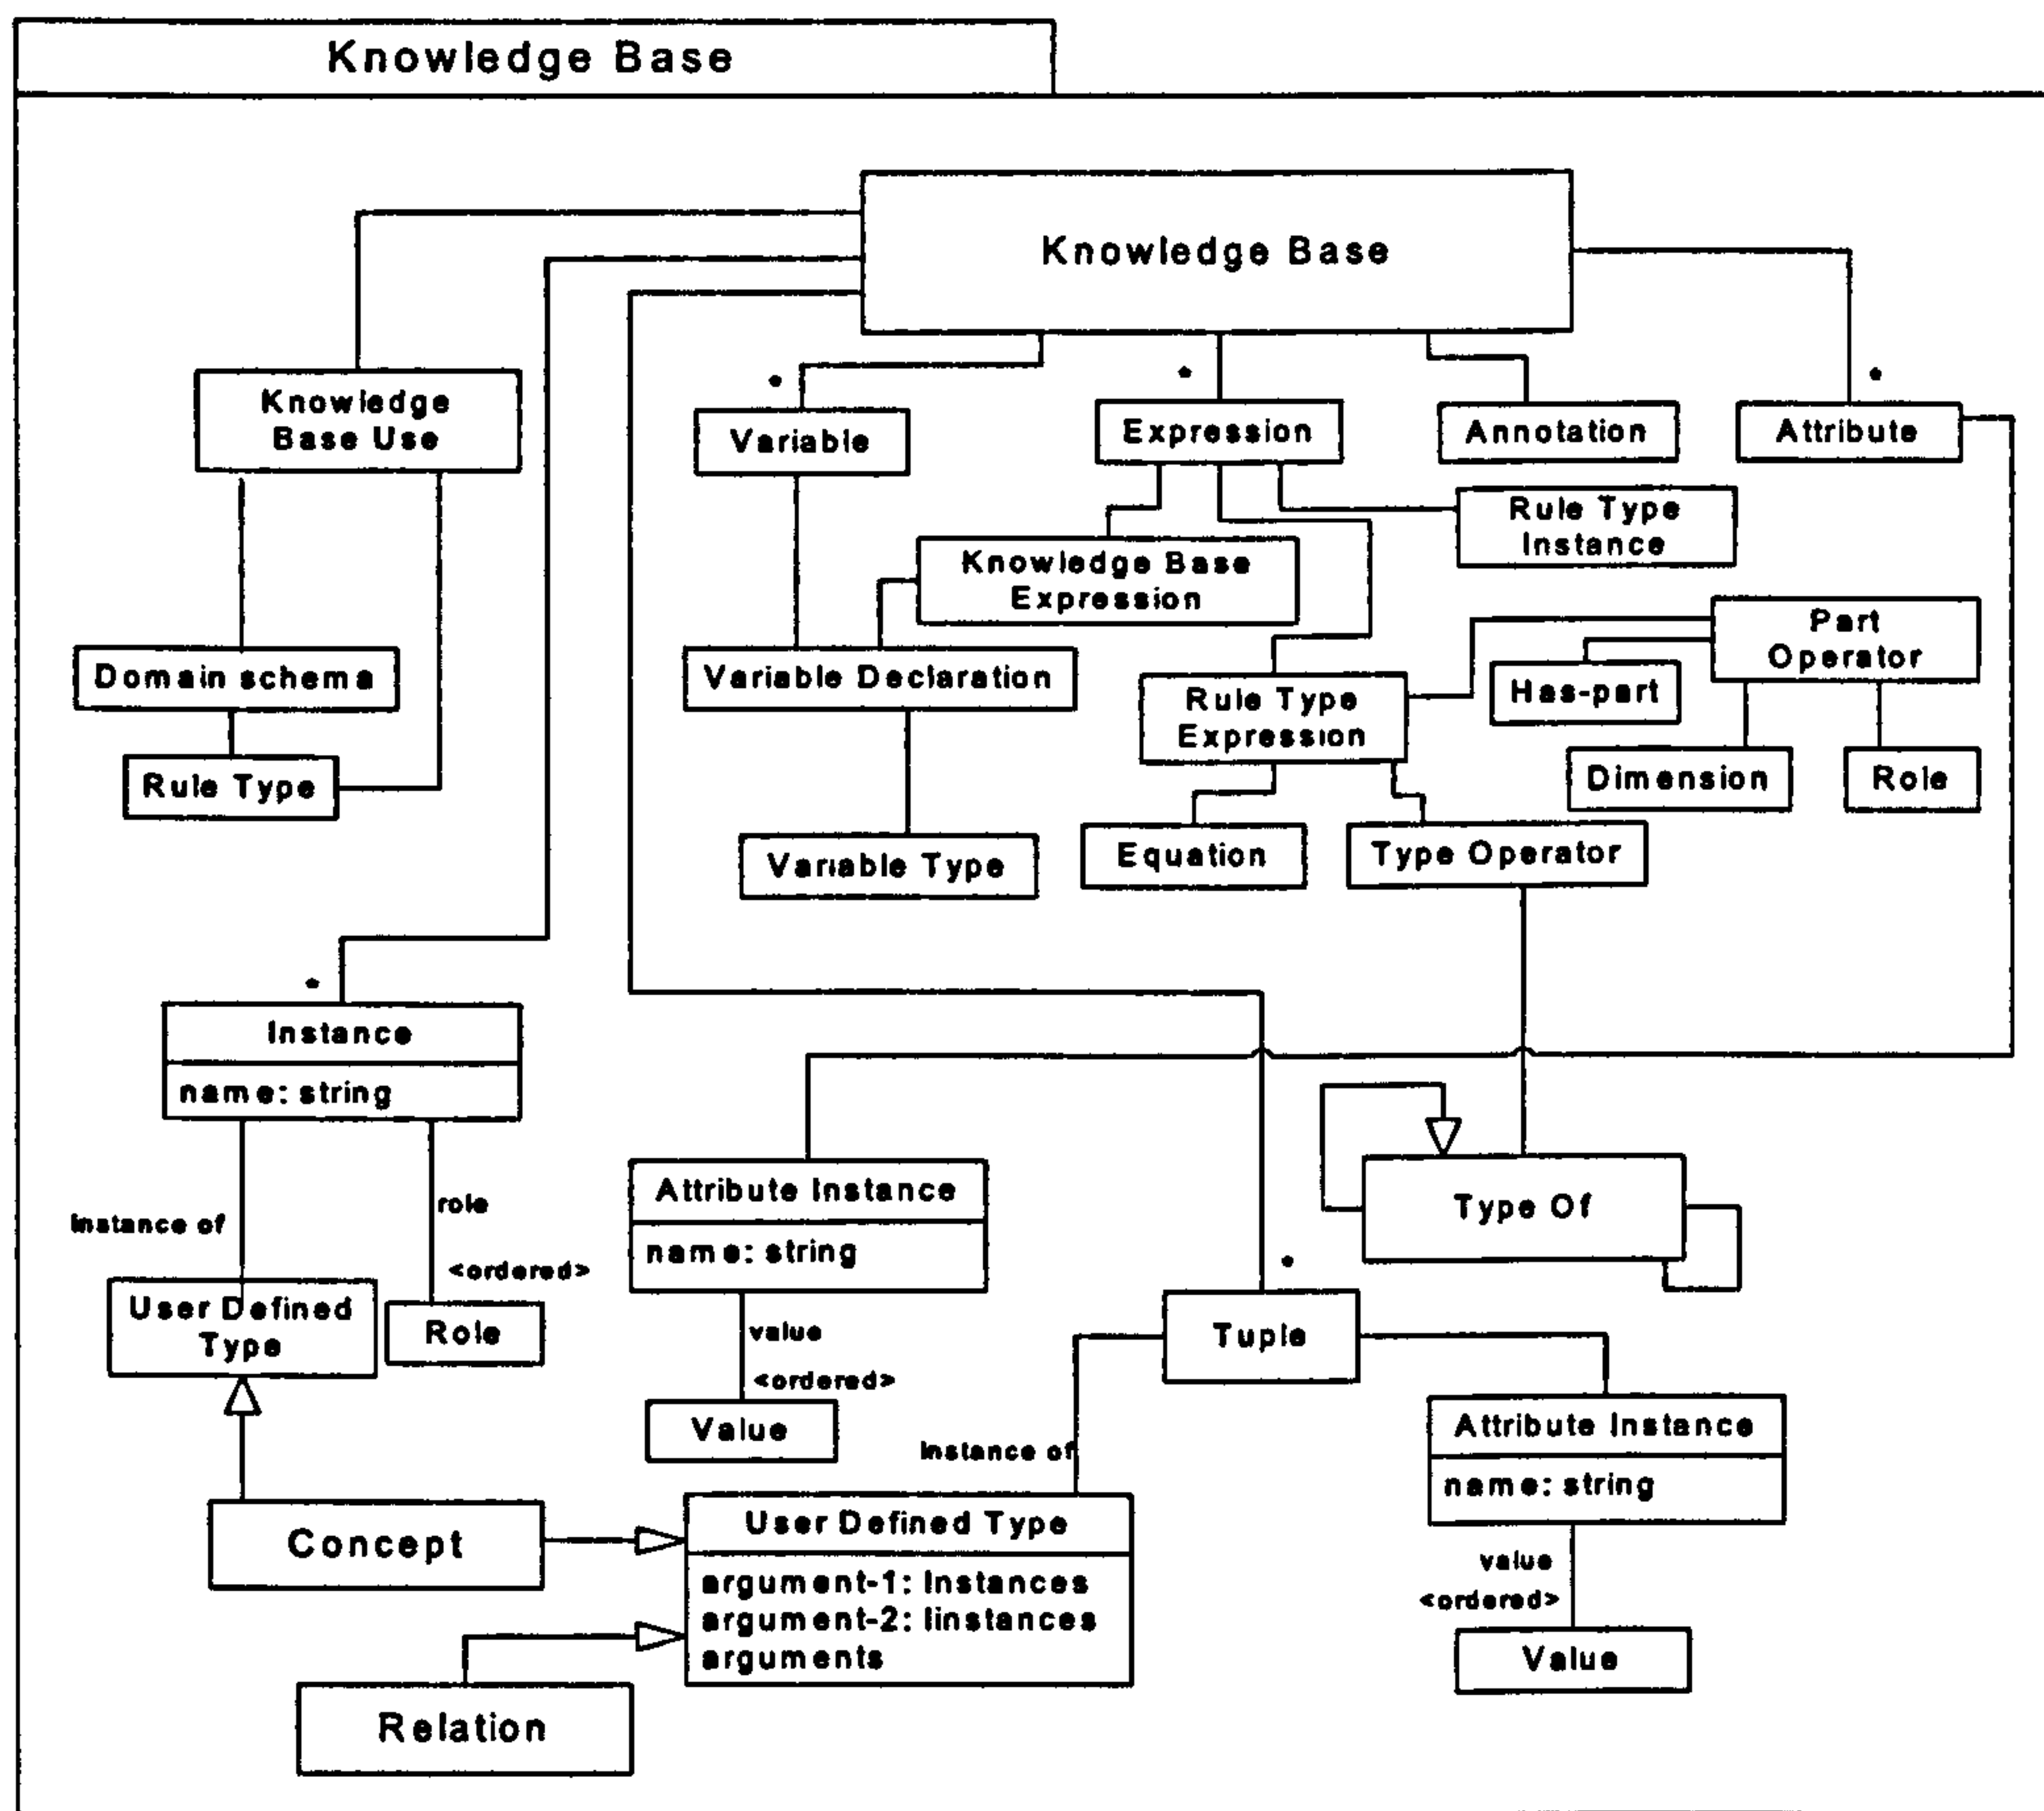 Knowledge Base
Knowledge Base
Knowledge
Base Use
*
Variable
*
Expression
Annotation
*
Attribute
Rule Type
Instance
Knowledge Base
Expression
Part
Operator
Domain schema
Variable Declaration
Rule Type
Expression
Has-part
Rule Type
Dimension
Role
Variable Type
Equation
Type Operator
*
Instance
name: string
Instance of
role
<ordered>
User Defined
Type
Role
Attribute Instance
name: string
value
<ordered>
Value
Type Of
*
Tuple
Instance of
Attribute Instance
name: string
value
<ordered>
Value
Concept
User Defined Type
argument-1: Instances
argument-2: Iinstances
arguments
Relation